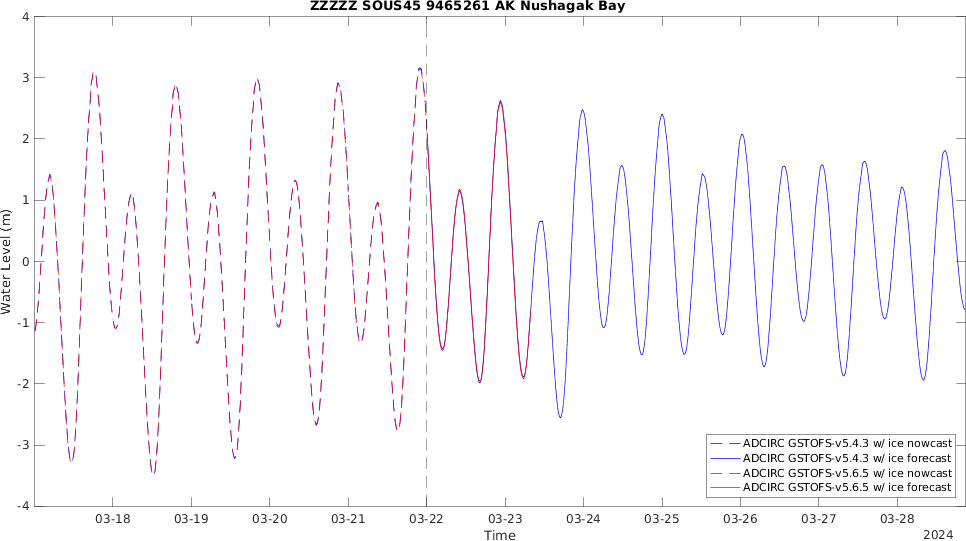 ZZZZZ SOUS45 9465261 AK Nushagak Bay
4
3
2
1
0
-1
-2
-3
-4
Water Level (m)
ADCIRC GSTOFS-v5.4.3 w/ ice nowcast
ADCIRC GSTOFS-v5.4.3 w/ ice forecast
ADCIRC GSTOFS-v5.6.5 w/ ice nowcast
ADCIRC GSTOFS-v5.6.5 w/ ice forecast
03-18 03-19 03-20 03-21 03-22 03-23 03-24 03-25 03-26 03-27 03-28
Time
2024